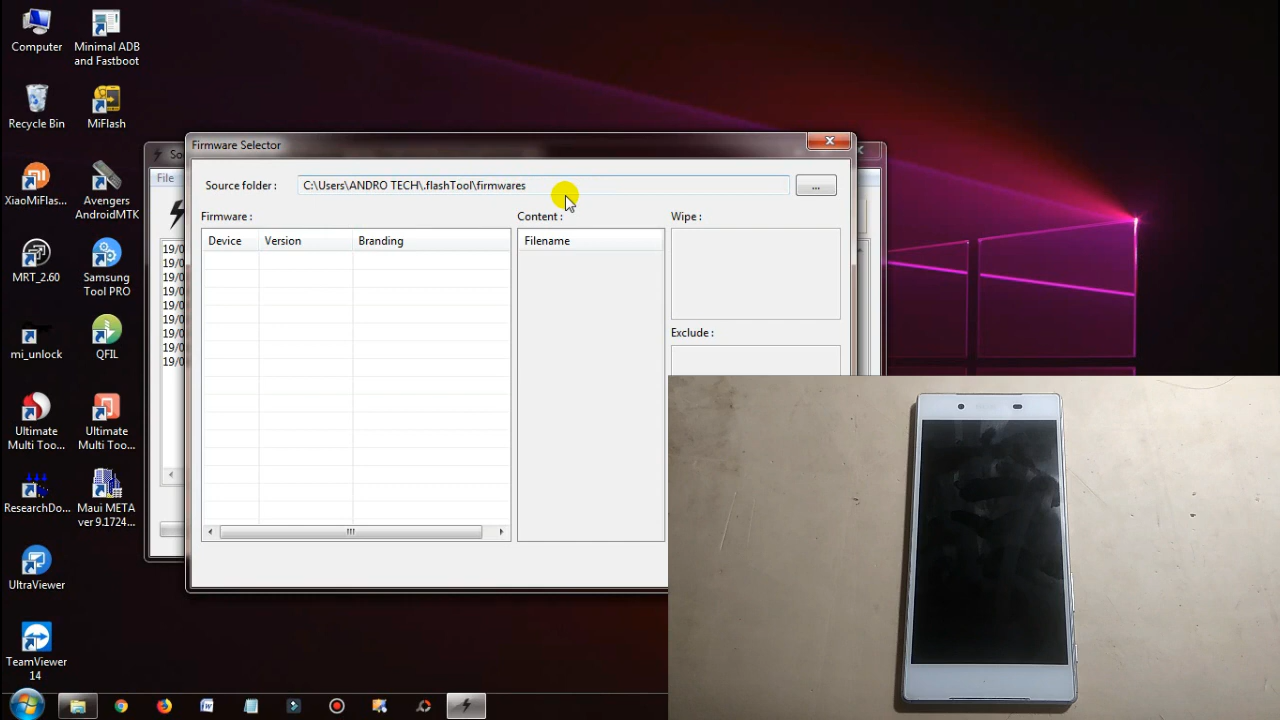 Computer
Minimal ADB
and Fastboot
Recycle Bin
MiFlash
XiaoMiFlas...
Avengers
AndroidMTK
MRT_2.60
Samsung
Tool PRO
mi_unlock
QFIL
Ultimate
Multi Too...
Ultimate
Multi Too...
ResearchDo...
Maui META
ver 9.1724...
UltraViewer
TeamViewer
14
So
File
19/0
19/0
19/0
19/0
19/0
19/0
19/0
19/0
19/0
Firmware Selector
Source folder :
C:\Users\ANDRO TECH\.flashTool\firmwares
...
Firmware :
Content :
Wipe :
Device
Version
Branding
Filename
Exclude :